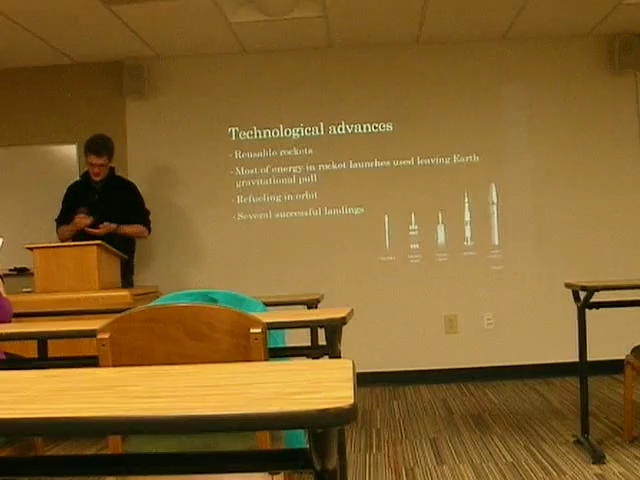 Technological advances
- Reusable rockets
- Most of energy in rocket launches used leaving Earth
gravitational pull
- Refueling in orbit
- Several successful landings